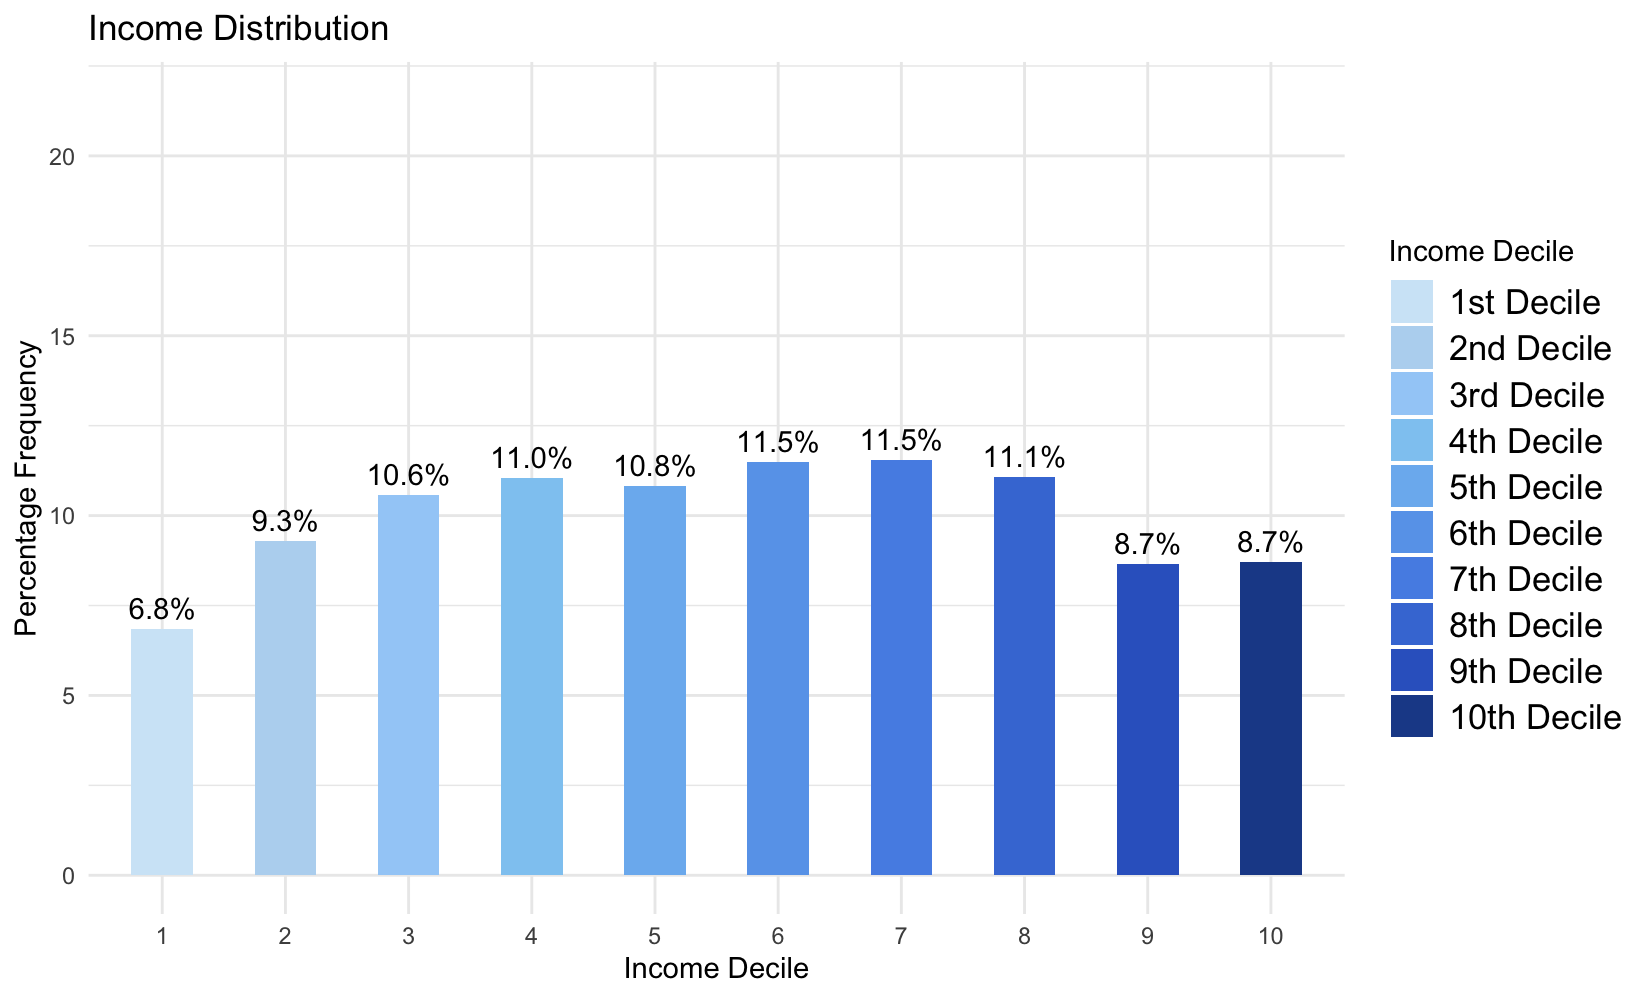 Income Distribution
Percentage Frequency
20
15
10
5
0
6.8%
9.3%
10.6%
11.0%
10.8%
11.5%
11.5%
11.1%
8.7%
8.7%
1 2 3 4 5 6 7 8 9 10
Income Decile
Income Decile
1st Decile
2nd Decile
3rd Decile
4th Decile
5th Decile
6th Decile
7th Decile
8th Decile
9th Decile
10th Decile